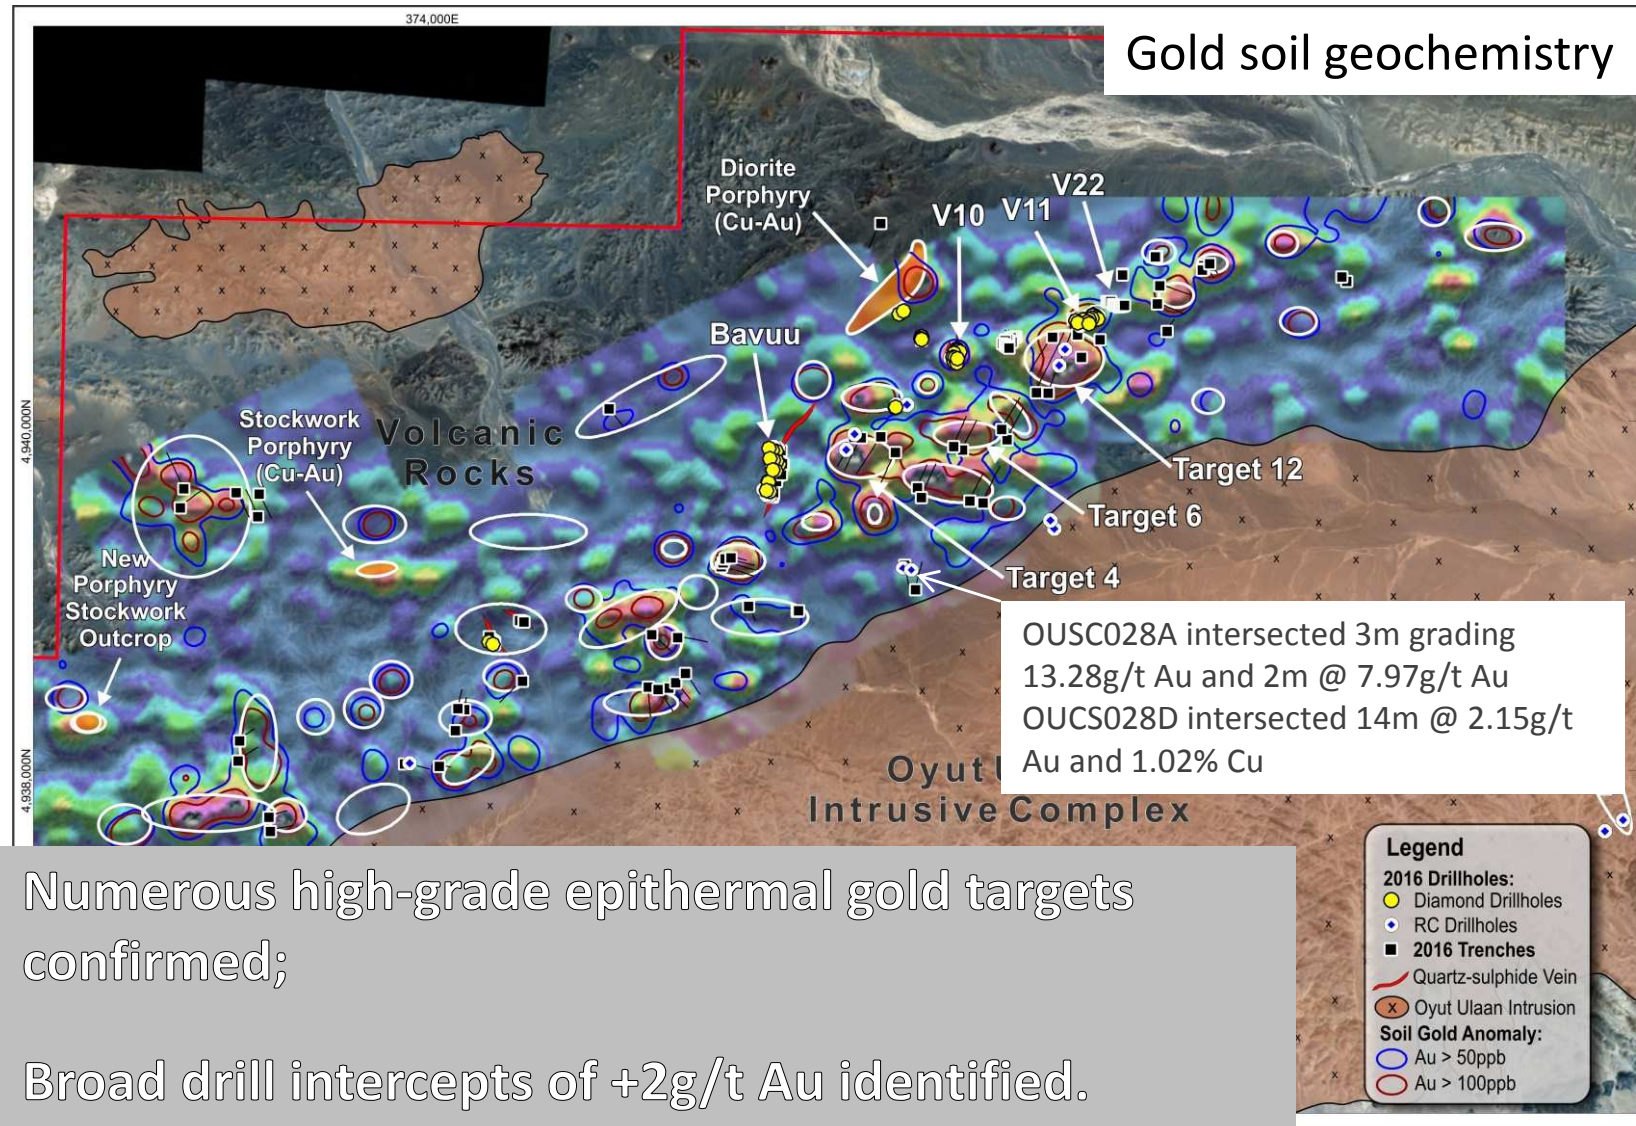 374,000E
Gold soil geochemistry
Diorite
Porphyry
(Cu-Au)
V22
V10
V11
Bavuu
4,940,000N
Stockwork
Porphyry
(Cu-Au)
Volcanic
Rocks
Target 12
Target 6
New
Porphyry
Stockwork
Outcrop
Target 4
OUSC028A intersected 3m grading
13.28g/t Au and 2m @ 7.97g/t Au
OUCS028D intersected 14m @ 2.15g/t
Au and 1.02% Cu
4,938,000N
Oyut
Intrusive Complex
Numerous high-grade epithermal gold targets
confirmed;
Broad drill intercepts of +2g/t Au identified.
Legend
2016 Drillholes:
Diamond Drillholes
RC Drillholes
2016 Trenches
Quartz-sulphide Vein
x Oyut Ulaan Intrusion
Soil Gold Anomaly:
Au > 50ppb
Au > 100ppb